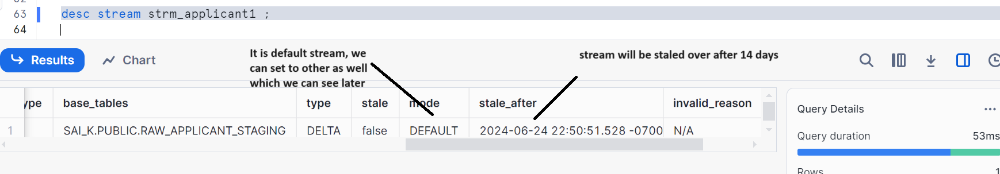 63 desc stream strm_applicant1 ;
64
Results Chart
It is default stream, we
can set to other as well
which we can see later
stream will be staled over after 14 days
ype base_tables type stale mode stale_after invalid_reason
1 SAI_K.PUBLIC.RAW_APPLICANT_STAGING DELTA false DEFAULT 2024-06-24 22:50:51.528 -0700 N/A
Query Details
Query duration 53ms
Rows 1